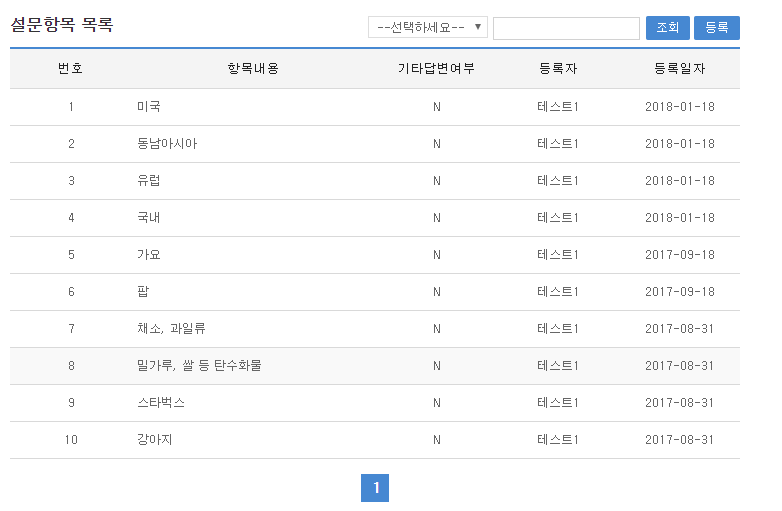 설문항목 목록 --선택하세요-- 조회 등록
번호 항목내용 기타답변여부 등록자 등록일자
1 미국 N 테스트1 2018-01-18
2 동남아시아 N 테스트1 2018-01-18
3 유럽 N 테스트1 2018-01-18
4 국내 N 테스트1 2018-01-18
5 가요 N 테스트1 2017-09-18
6 팝 N 테스트1 2017-09-18
7 채소, 과일류 N 테스트1 2017-08-31
8 밀가루, 쌀 등 탄수화물 N 테스트1 2017-08-31
9 스타벅스 N 테스트1 2017-08-31
10 강아지 N 테스트1 2017-08-31
1